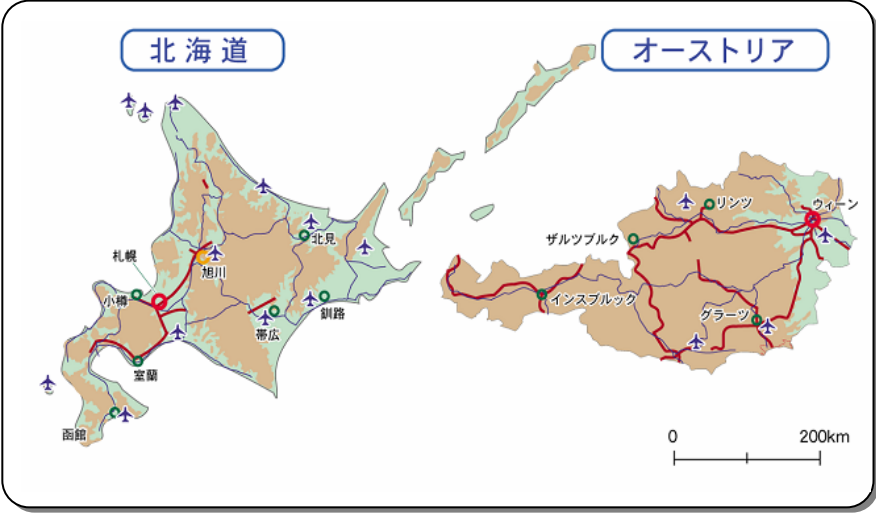 北海道
オーストリア
リンツ
ウィーン
北見
ザルツブルク
札幌
旭川
小樽
インスブルック
釧路
グラーツ
帯広
室蘭
函館
0 200km